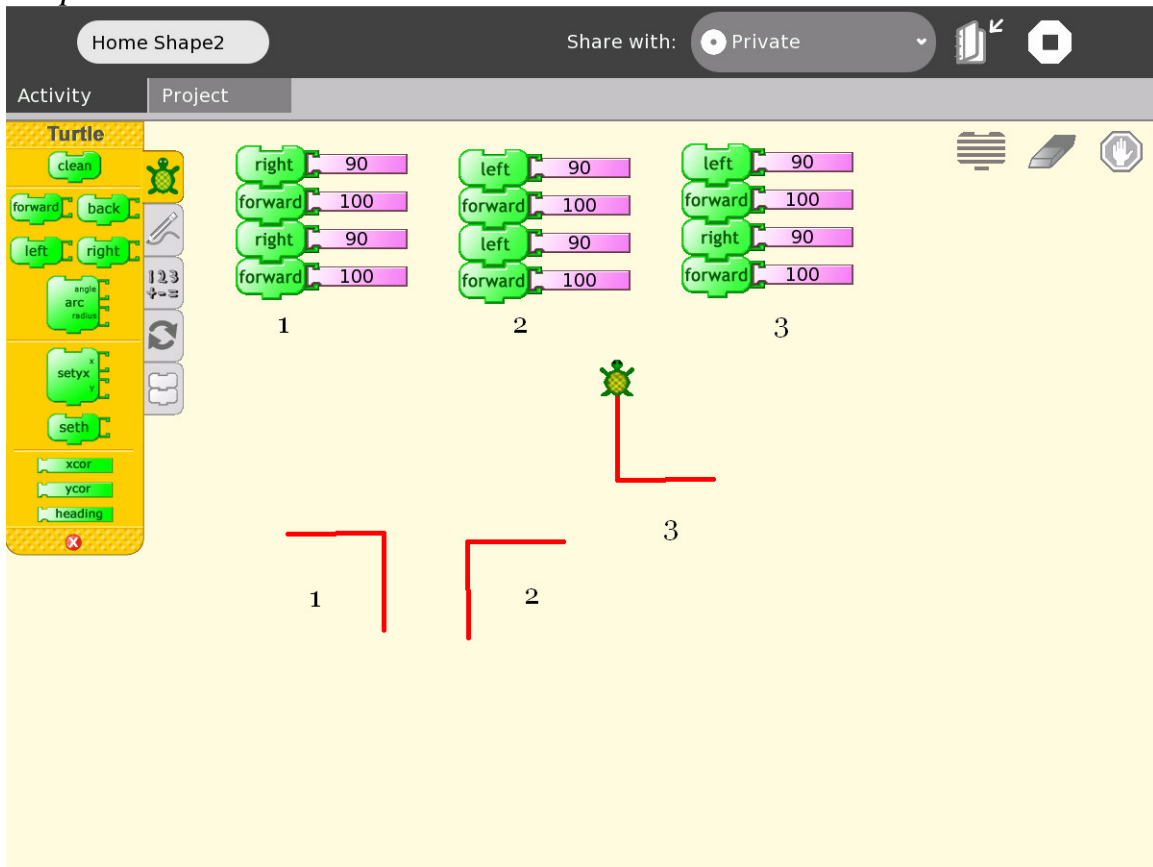 Home Shape2
Share with:
Private
Activity
Project
Turtle
clean
forward
back
left
right
angle
arc
radius
x
setyx
y
seth
xcor
ycor
heading
123
+-=
right 90
forward 100
right 90
forward 100
1
left 90
forward 100
left 90
forward 100
2
left 90
forward 100
right 90
forward 100
3
3
1
2